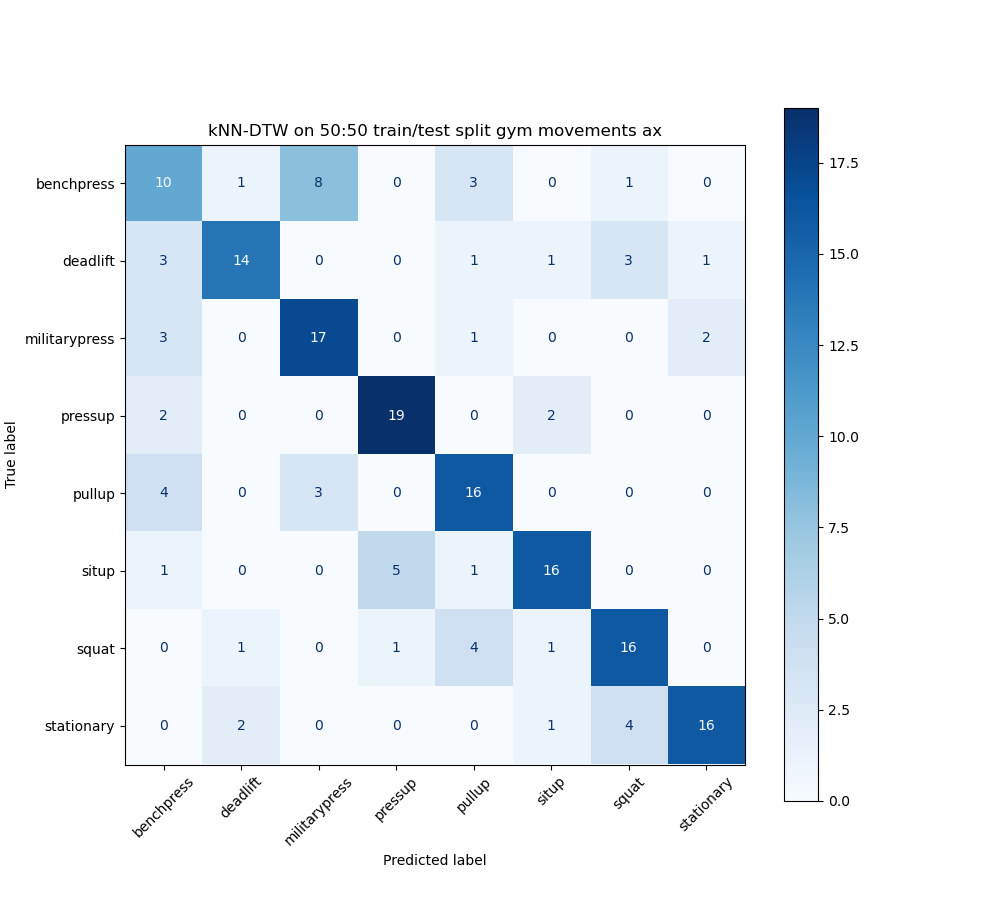 kNN-DTW on 50:50 train/test split gym movements ax
benchpress 10 1 8 0 3 0 1 0
deadlift 3 14 0 0 1 1 3 1
militarypress 3 0 17 0 1 0 0 2
pressup 2 0 0 19 0 2 0 0
pullup 4 0 3 0 16 0 0 0
situp 1 0 0 5 1 16 0 0
squat 0 1 0 1 4 1 16 0
stationary 0 2 0 0 0 1 4 16
True label
benchpress deadlift militarypress pressup pullup situp squat stationary
Predicted label
17.5
15.0
12.5
10.0
7.5
5.0
2.5
0.0